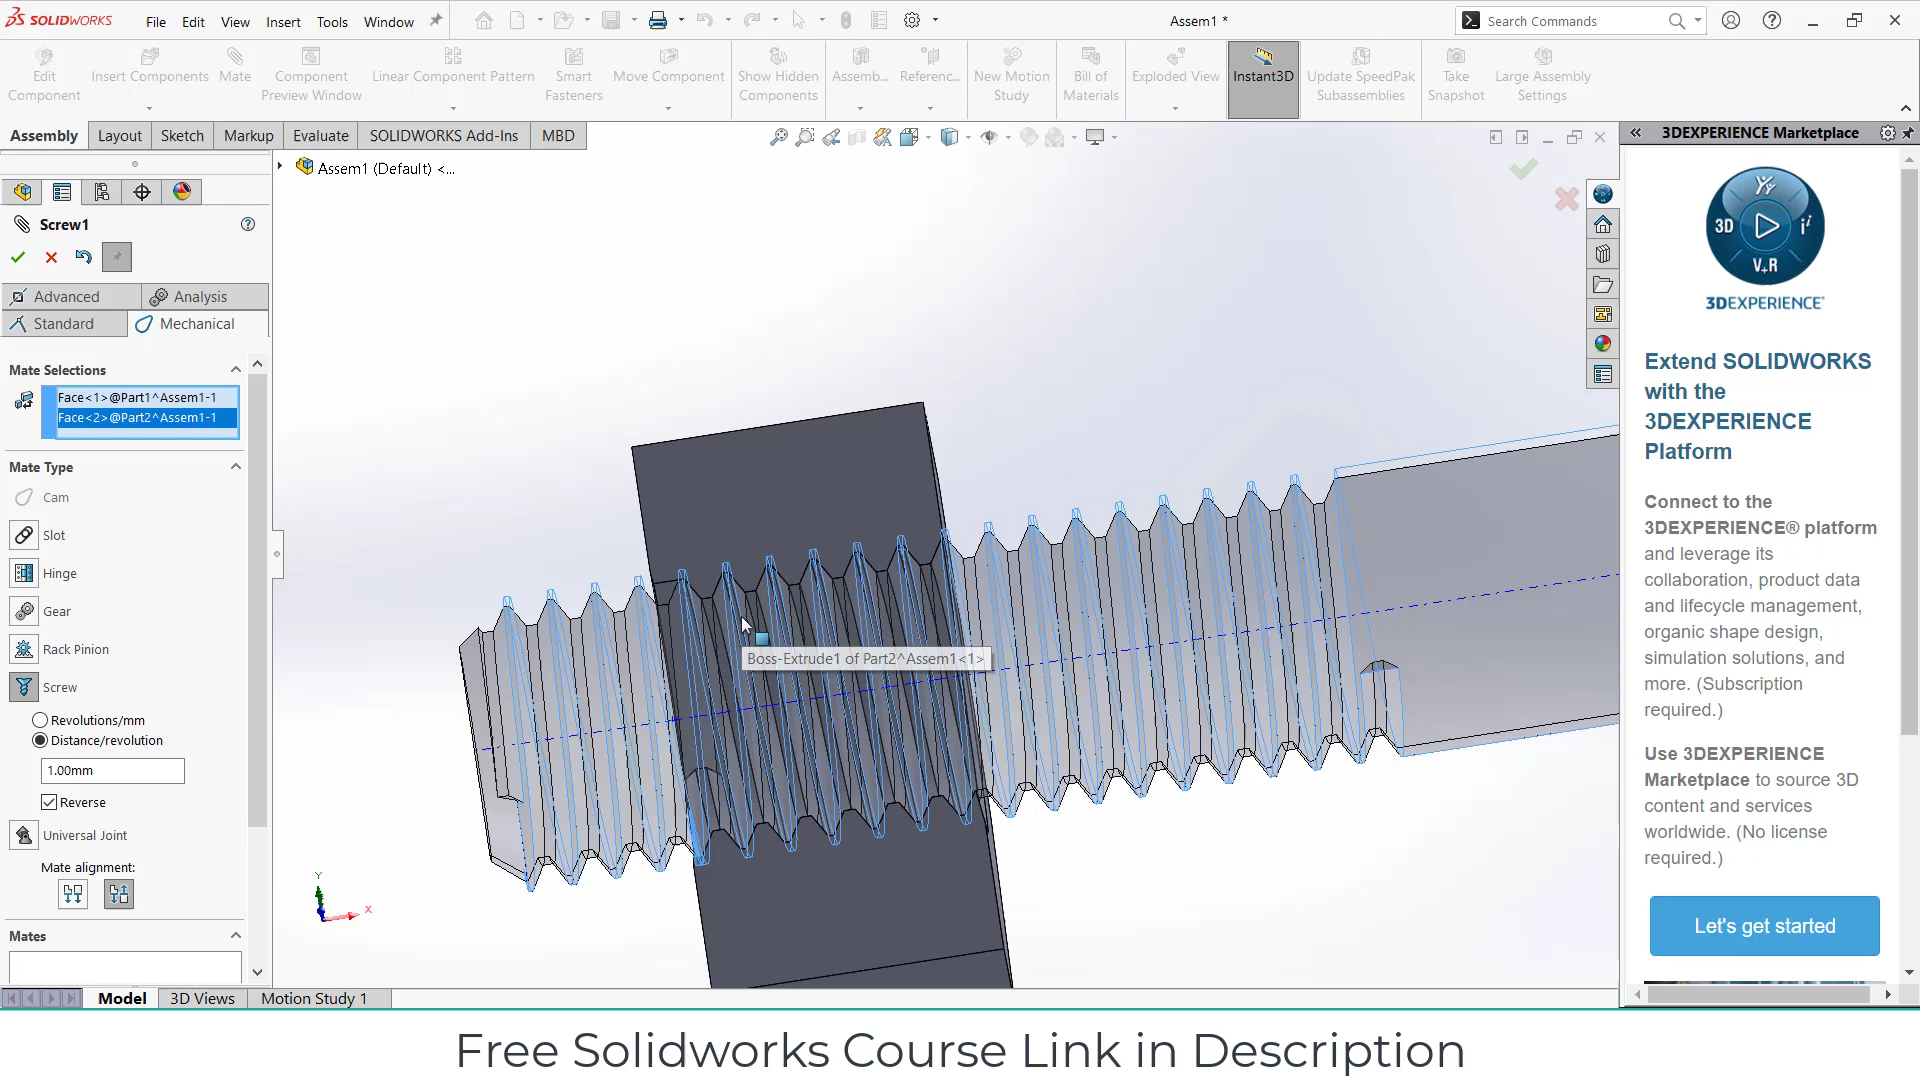 SOLIDWORKS File Edit View Insert Tools Window Assem1 * Search Commands
Edit Component Insert Components Mate Component Preview Window Linear Component Pattern Smart Fasteners Move Component Show Hidden Components Assemb... Referenc... New Motion Study Bill of Materials Exploded View Instant3D Update SpeedPak Subassemblies Take Snapshot Large Assembly Settings
Assembly Layout Sketch Markup Evaluate SOLIDWORKS Add-Ins MBD
3DEXPERIENCE Marketplace
Assem1 (Default) <...
Screw1
Advanced Analysis
Standard Mechanical
Mate Selections
Face<1>@Part1^Assem1-1
Face<2>@Part2^Assem1-1
Mate Type
Cam
Slot
Hinge
Gear
Rack Pinion
Screw
Revolutions/mm
Distance/revolution
1.00mm
Reverse
Universal Joint
Mate alignment:
Mates
Boss-Extrude1 of Part2^Assem1<1>
Y
X
3D
i
V+R
3DEXPERIENCE
Extend SOLIDWORKS
with the
3DEXPERIENCE
Platform
Connect to the
3DEXPERIENCE® platform
and leverage its
collaboration, product data
and lifecycle management,
organic shape design,
simulation solutions, and
more. (Subscription
required.)
Use 3DEXPERIENCE
Marketplace to source 3D
content and services
worldwide. (No license
required.)
Let's get started
Model 3D Views Motion Study 1
Free Solidworks Course Link in Description